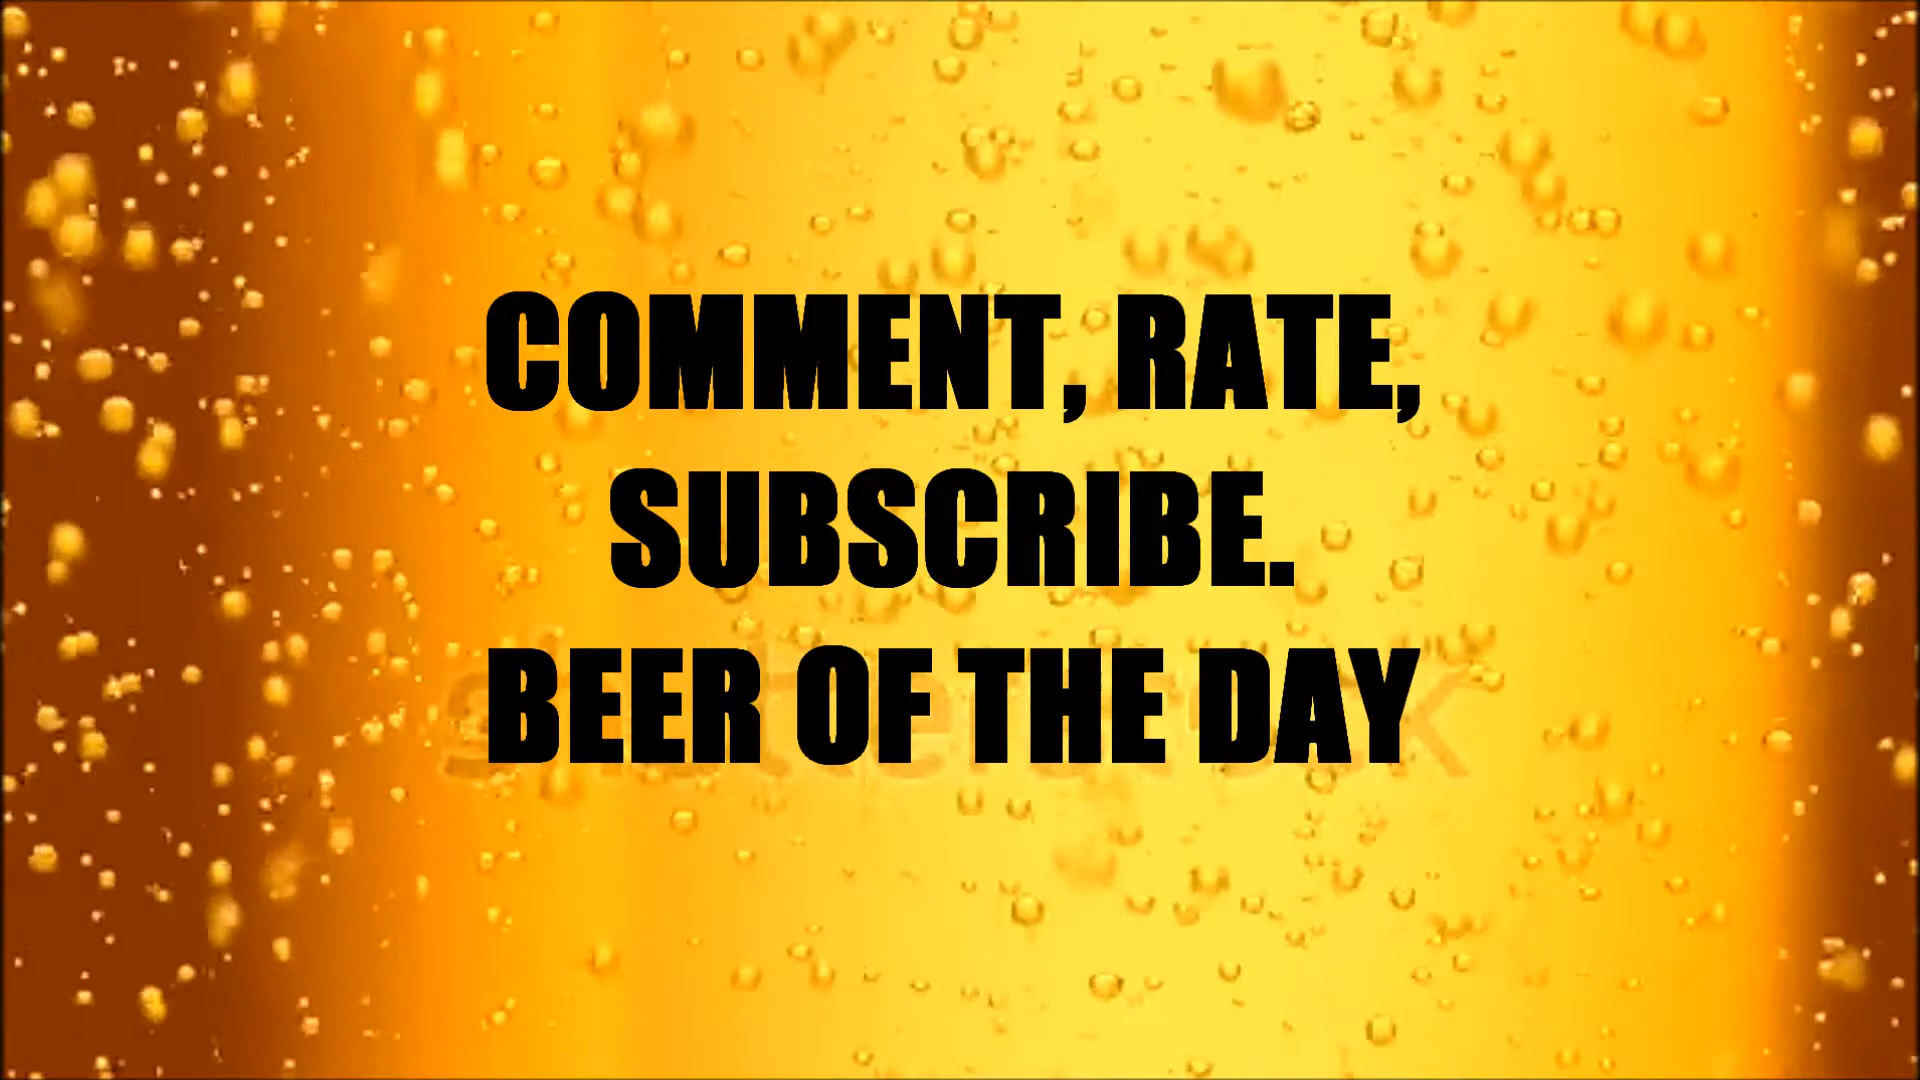 COMMENT, RATE,
SUBSCRIBE.
BEER OF THE DAY